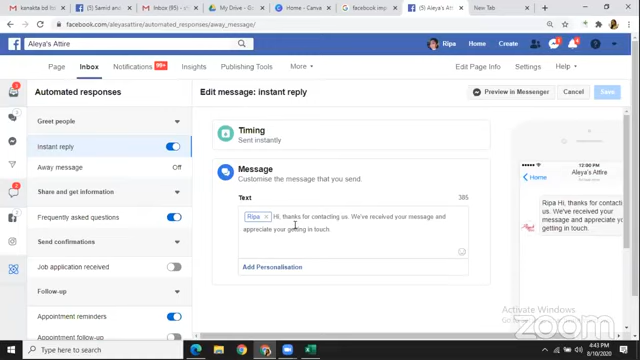 kanakta bd lt
Samid and
Inbox (93) -
My Drive - G
Home - Canva
facebook imp
(5) Aleya's At
New Tab
facebook.com/aleyasattire/automated_responses/away_message/
Aleya's Attire
Ripa Home Create
Page Inbox Notifications 99+ Insights Publishing Tools More Edit Page Info Settings Help
Automated responses
Edit message: instant reply
Preview in Messenger Cancel Save
Greet people
Instant reply
Away message Off
Share and get information
Frequently asked questions
Send confirmations
Job application received
Follow-up
Appointment reminders
Appointment follow-up
Timing
Sent instantly
Message
Customise the message that you send.
Text 385
Ripa × Hi, thanks for contacting us. We've received your message and
appreciate your getting in touch.
Add Personalisation
12:00 PM
Home
Aleya's Attire
Ripa Hi, thanks for contacting
us. We've received your
message and appreciate your
getting in touch.
Activate Windows
zoom
Type here to search
4:43 PM
8/10/2020